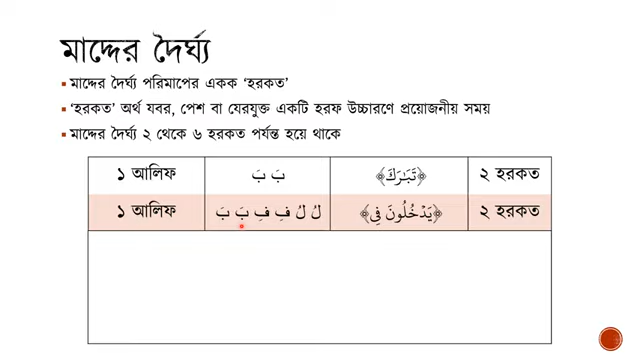 মাদ্দের দৈর্ঘ্য
মাদ্দের দৈর্ঘ্য পরিমাপের একক ‘হরকত’
‘হরকত’ অর্থ যবর, পেশ বা যেরযুক্ত একটি হরফ উচ্চারণে প্রয়োজনীয় সময়
মাদ্দের দৈর্ঘ্য ২ থেকে ৬ হরকত পর্যন্ত হয়ে থাকে
১ আলিফ بَ بَ ﴿تَبَٰرَكَ﴾ ২ হরকত
১ আলিফ لُ لُ فِ فِ بَ بَ ﴿يَدْخُلُونَ فِى﴾ ২ হরকত